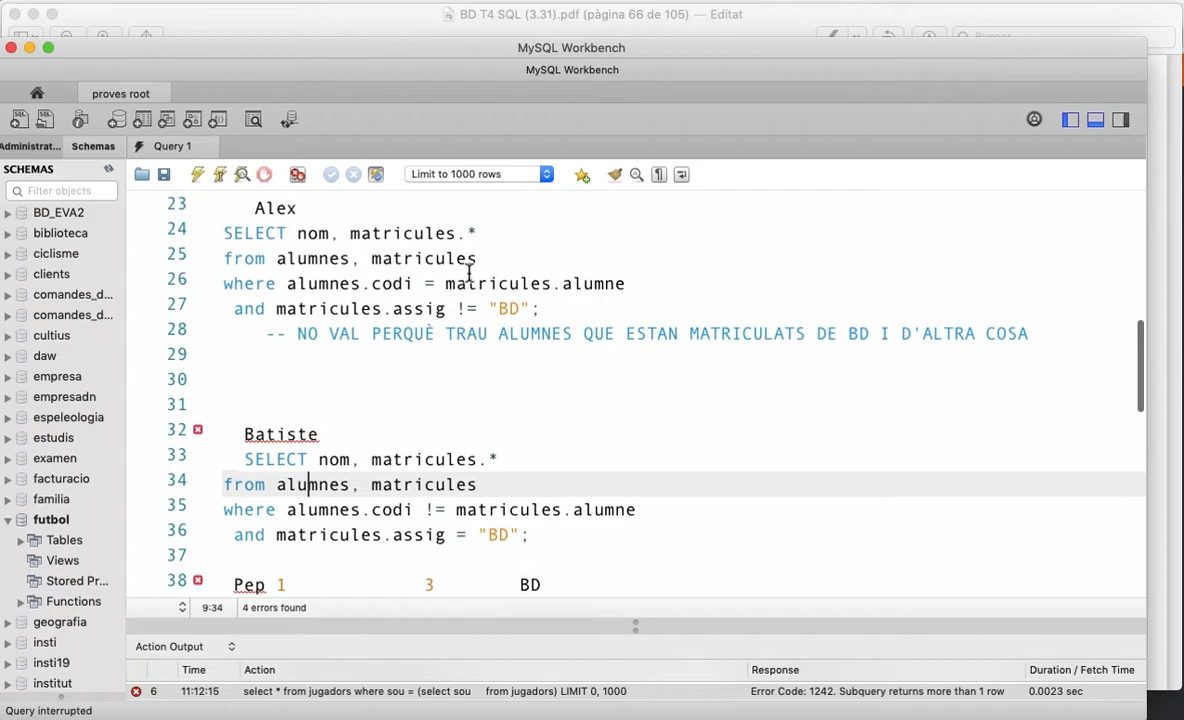 BD T4 SQL (3.31).pdf (pàgina 66 de 105) — Editat
MySQL Workbench
MySQL Workbench
proves root
Administrat... Schemas Query 1
SCHEMAS
Filter objects
Limit to 1000 rows
BD_EVA2
biblioteca
ciclisme
clients
comandes_d...
comandes_d...
cultius
daw
empresa
empresadn
espeleologia
estudis
examen
facturacio
familia
futbol
Tables
Views
Stored Pr...
Functions
geografia
insti
insti19
institut
23 Alex
24 SELECT nom, matricules.*
25 from alumnes, matricules
26 where alumnes.codi = matricules.alumne
27 and matricules.assig != "BD";
28 -- NO VAL PERQUÈ TRAU ALUMNES QUE ESTAN MATRICULATS DE BD I D'ALTRA COSA
29
30
31
32 Batiste
33 SELECT nom, matricules.*
34 from alumnes, matricules
35 where alumnes.codi != matricules.alumne
36 and matricules.assig = "BD";
37
38 Pep 1 3 BD
9:34 4 errors found
Action Output
Time Action Response Duration / Fetch Time
6 11:12:15 select * from jugadors where sou = (select sou from jugadors) LIMIT 0, 1000 Error Code: 1242. Subquery returns more than 1 row 0.0023 sec
Query interrupted